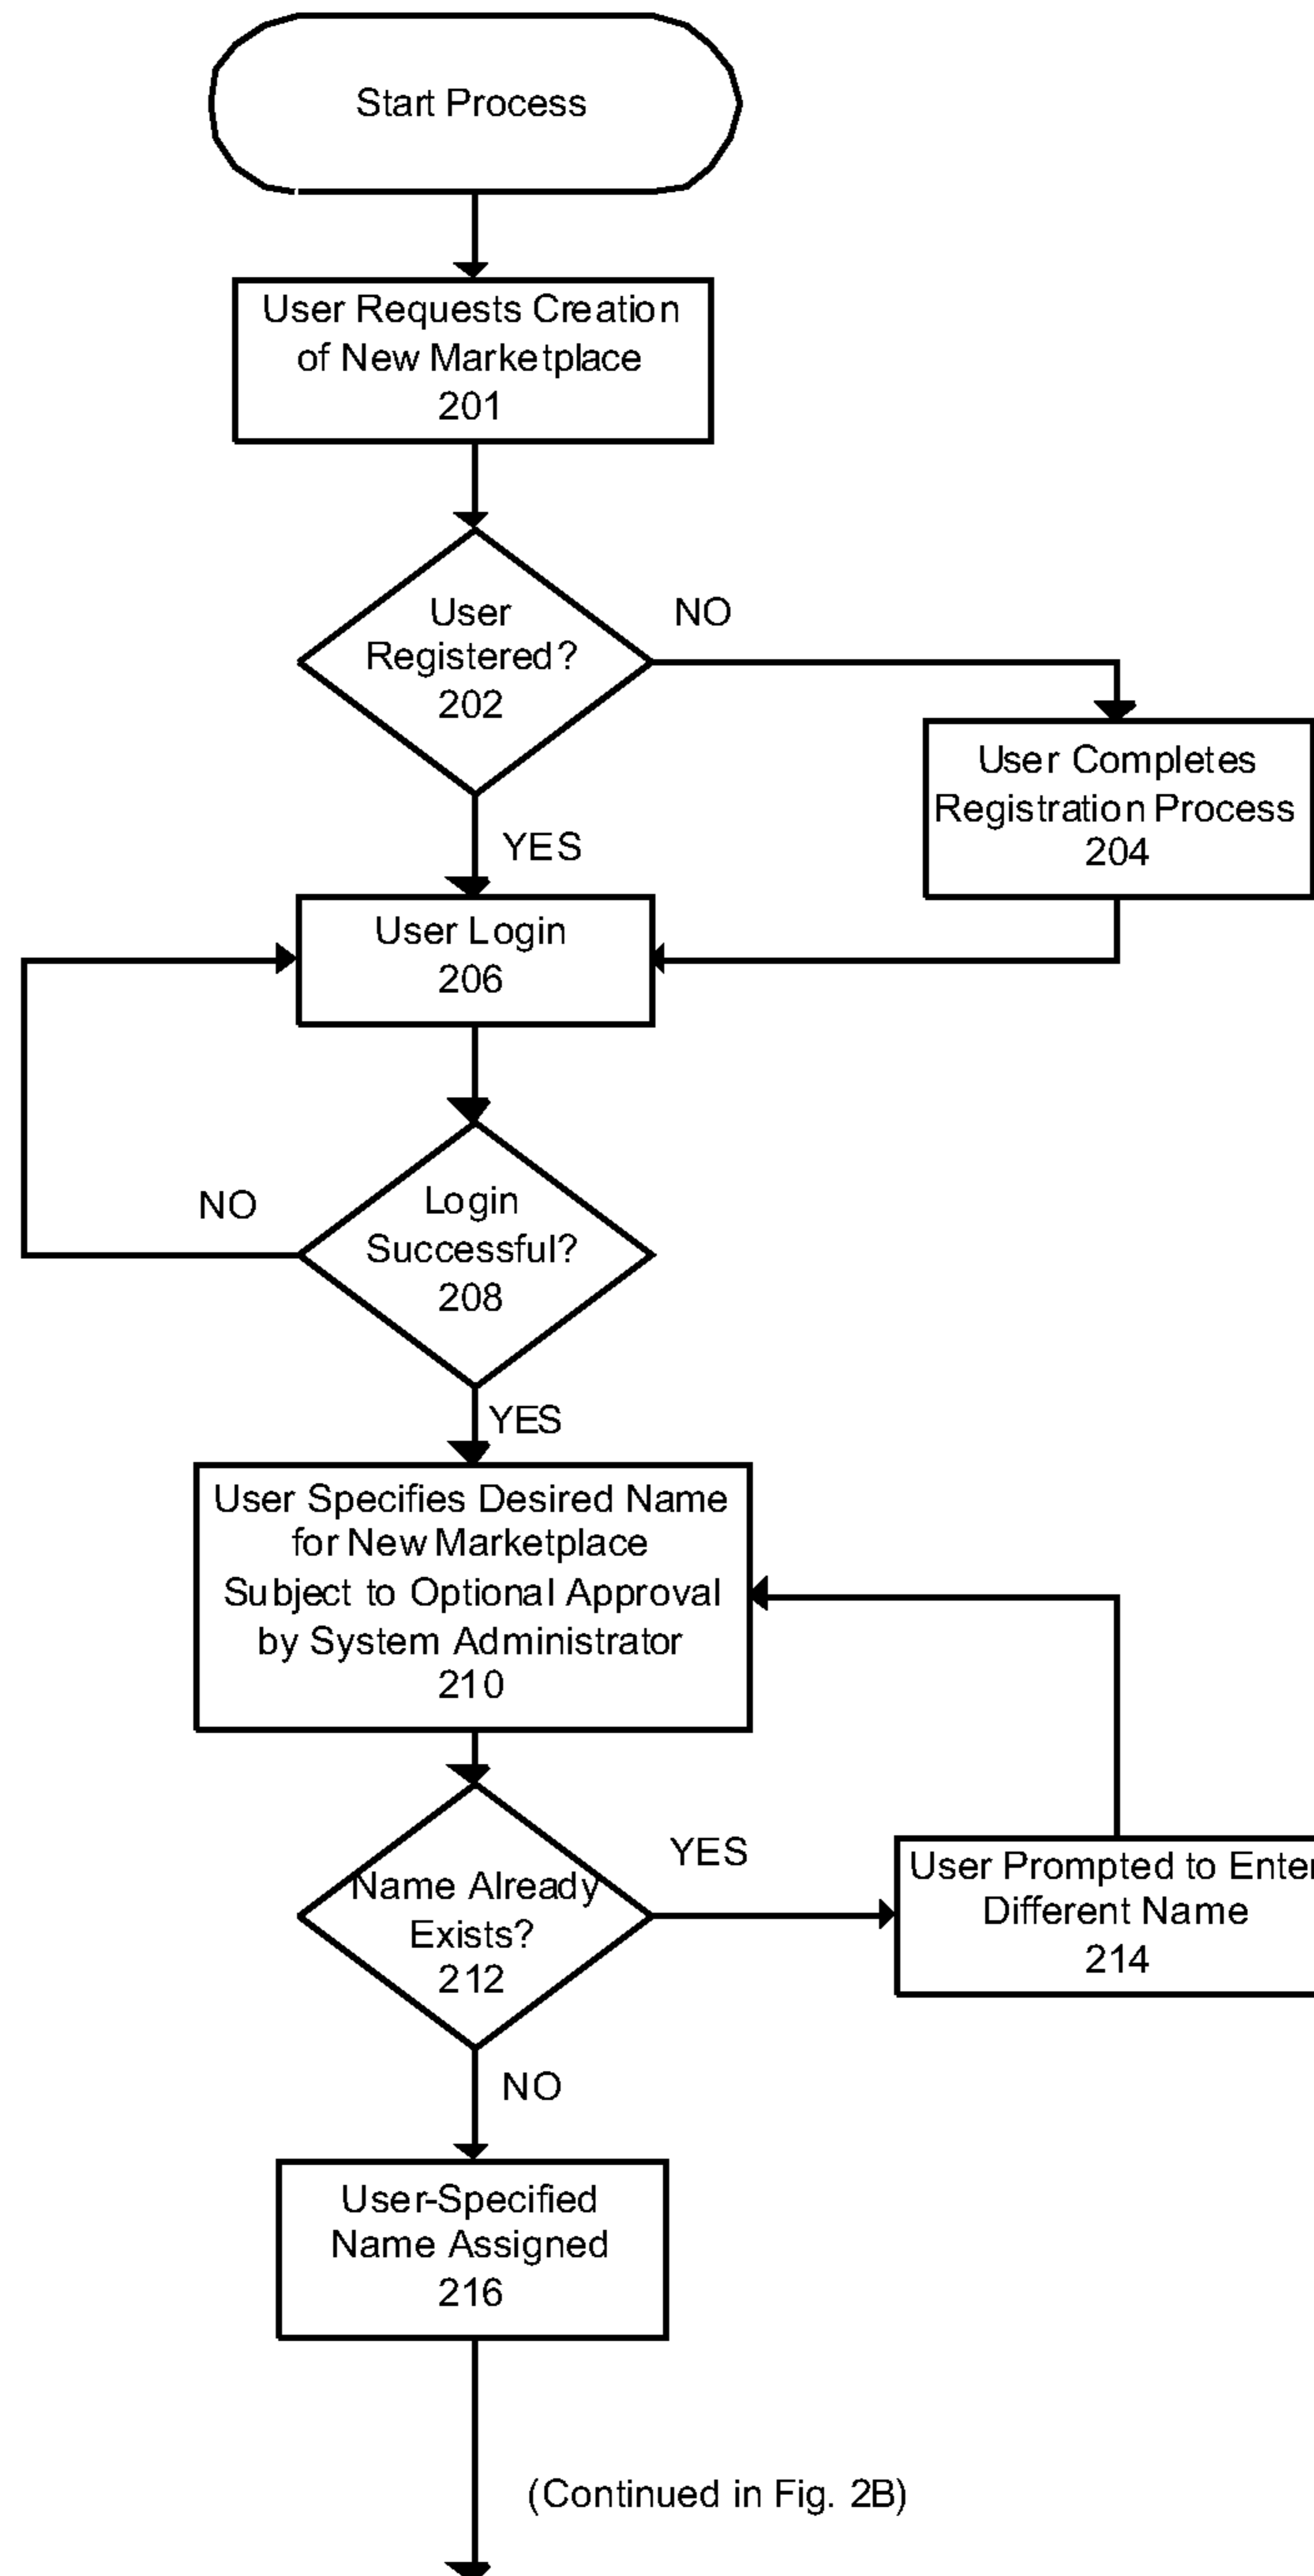 Start Process
User Requests Creation
of New Marketplace
201
User
Registered?
202
NO
YES
User Completes
Registration Process
204
User Login
206
Login
Successful?
208
NO
YES
User Specifies Desired Name
for New Marketplace
Subject to Optional Approval
by System Administrator
210
Name Already
Exists?
212
YES
User Prompted to Enter
Different Name
214
NO
User-Specified
Name Assigned
216
(Continued in Fig. 2B)